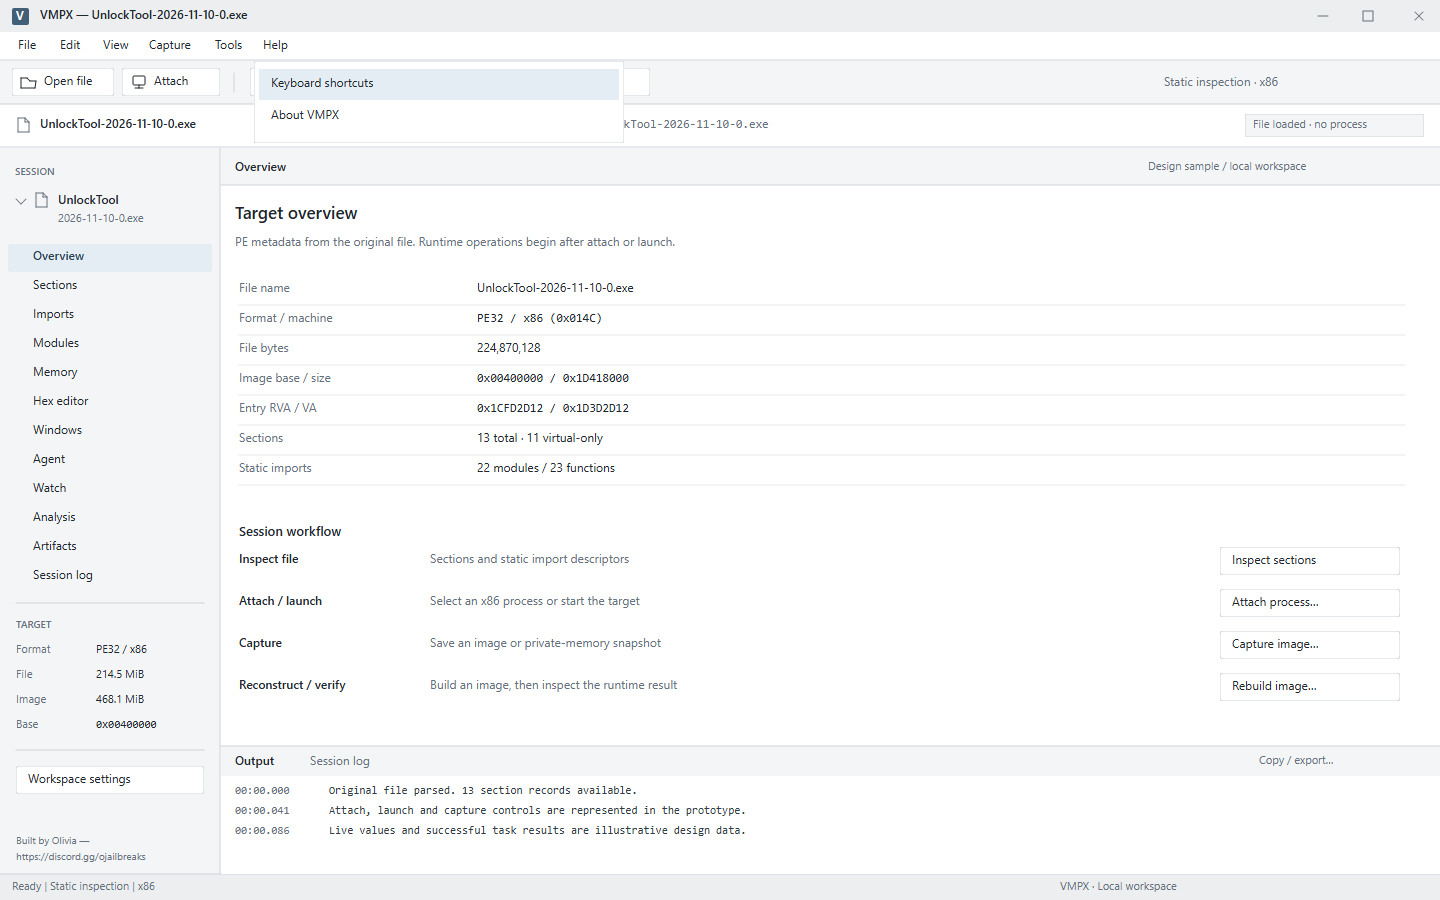 V VMPX — UnlockTool-2026-11-10-0.exe
File Edit View Capture Tools Help
Open file Attach Static inspection · x86
Keyboard shortcuts
About VMPX
UnlockTool-2026-11-10-0.exe kTool-2026-11-10-0.exe File loaded · no process
SESSION
UnlockTool
2026-11-10-0.exe
Overview
Sections
Imports
Modules
Memory
Hex editor
Windows
Agent
Watch
Analysis
Artifacts
Session log
TARGET
Format PE32 / x86
File 214.5 MiB
Image 468.1 MiB
Base 0x00400000
Workspace settings
Built by Olivia —
https://discord.gg/ojailbreaks
Overview Design sample / local workspace
Target overview
PE metadata from the original file. Runtime operations begin after attach or launch.
File name UnlockTool-2026-11-10-0.exe
Format / machine PE32 / x86 (0x014C)
File bytes 224,870,128
Image base / size 0x00400000 / 0x1D418000
Entry RVA / VA 0x1CFD2D12 / 0x1D3D2D12
Sections 13 total · 11 virtual-only
Static imports 22 modules / 23 functions
Session workflow
Inspect file Sections and static import descriptors Inspect sections
Attach / launch Select an x86 process or start the target Attach process...
Capture Save an image or private-memory snapshot Capture image...
Reconstruct / verify Build an image, then inspect the runtime result Rebuild image...
Output Session log Copy / export...
00:00.000 Original file parsed. 13 section records available.
00:00.041 Attach, launch and capture controls are represented in the prototype.
00:00.086 Live values and successful task results are illustrative design data.
Ready | Static inspection | x86 VMPX · Local workspace